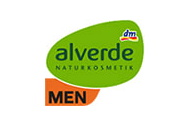 dm
alverde
NATURKOSMETIK
MEN